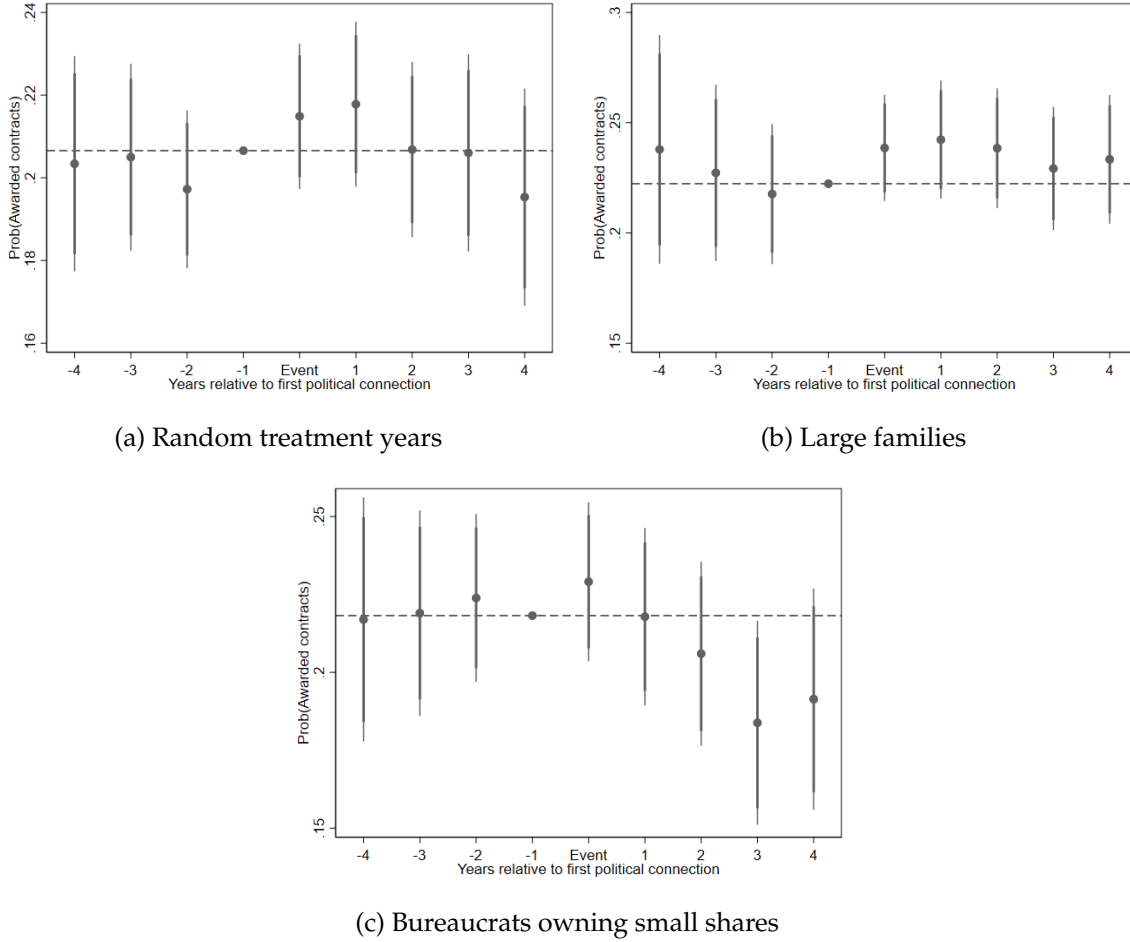 .24
.22
.2
.18
.16
Prob(Awarded contracts)
-4 -3 -2 -1 Event 1 2 3 4
Years relative to first political connection
(a) Random treatment years
.3
.25
.2
.15
Prob(Awarded contracts)
-4 -3 -2 -1 Event 1 2 3 4
Years relative to first political connection
(b) Large families
.25
.2
.15
Prob(Awarded contracts)
-4 -3 -2 -1 Event 1 2 3 4
Years relative to first political connection
(c) Bureaucrats owning small shares